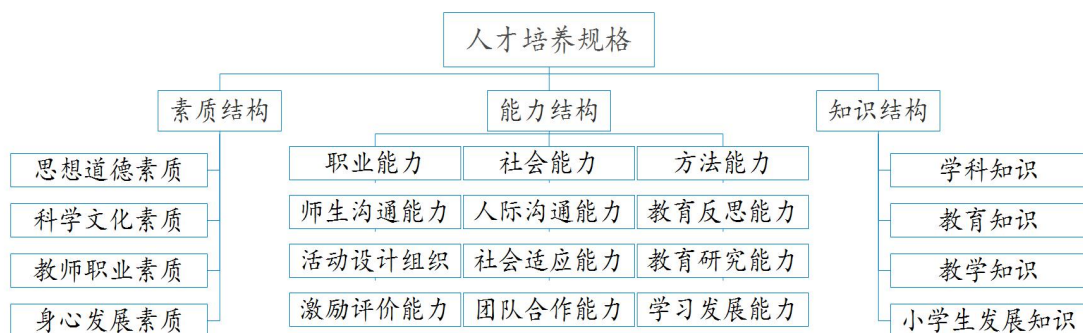 人才培养规格
素质结构 能力结构 知识结构
职业能力 社会能力 方法能力
思想道德素质 学科知识
师生沟通能力 人际沟通能力 教育反思能力
科学文化素质 教育知识
活动设计组织 社会适应能力 教育研究能力
教师职业素质 教学知识
激励评价能力 团队合作能力 学习发展能力
身心发展素质 小学生发展知识